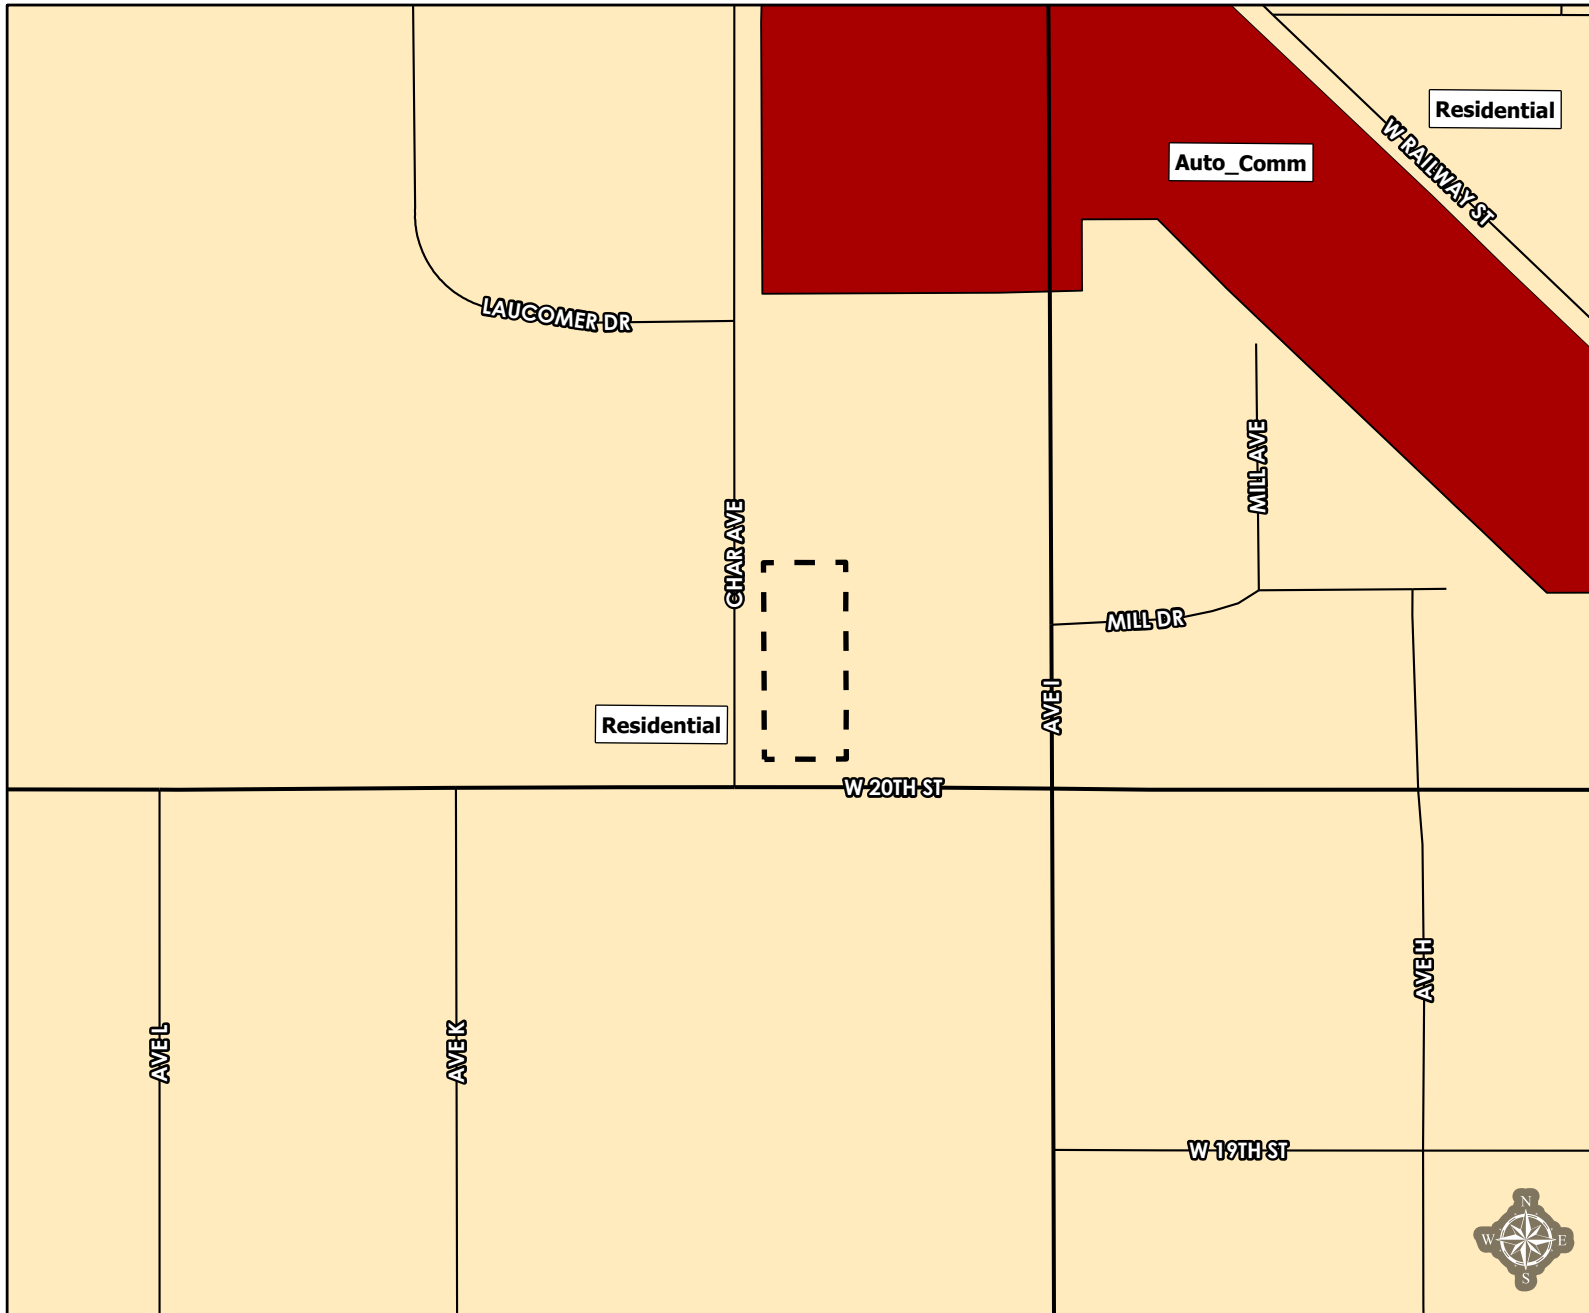 Residential
W RAILWAY ST
Auto_Comm
LAUCOMER DR
MILL AVE
CHAR AVE
MILL DR
AVE I
Residential
W 20TH ST
AVE H
AVE L
AVE K
W 19TH ST
N
W E
S